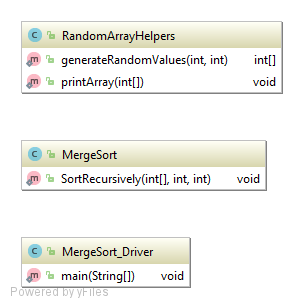 RandomArrayHelpers
generateRandomValues(int, int) int[]
printArray(int[]) void
MergeSort
SortRecursively(int[], int, int) void
MergeSort_Driver
main(String[]) void
Powered by yFiles